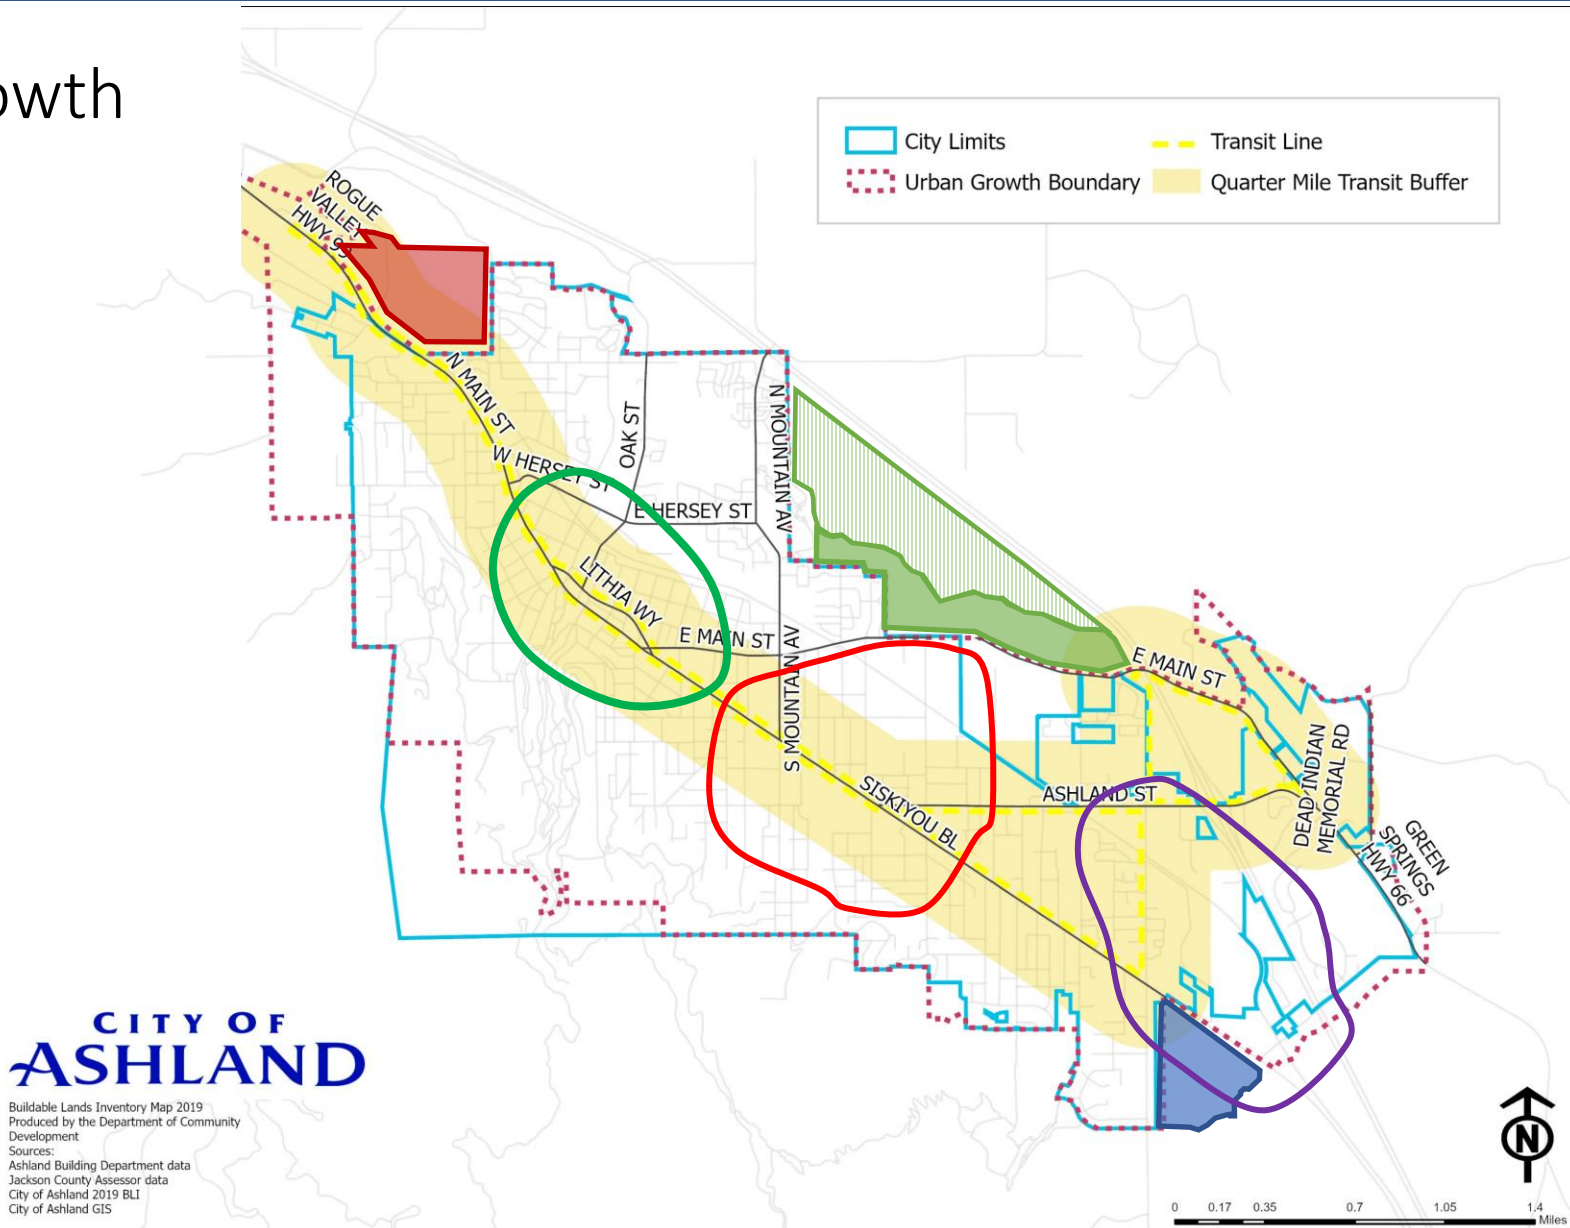 owth
City Limits
Transit Line
Urban Growth Boundary
Quarter Mile Transit Buffer
ROGUE
VALLEY
HWY 99
N MAIN ST
OAK ST
N MOUNTAIN AV
W HERSEY ST
E HERSEY ST
LITHIA WY
E MAIN ST
S MOUNTAIN AV
E MAIN ST
SISKIYOU BL
ASHLAND ST
DEAD INDIAN
MEMORIAL RD
GREEN
SPRINGS
HWY 66
CITY OF
ASHLAND
Buildable Lands Inventory Map 2019
Produced by the Department of Community
Development
Sources:
Ashland Building Department data
Jackson County Assessor data
City of Ashland 2019 BLI
City of Ashland GIS
N
0 0.17 0.35 0.7 1.05 1.4
Miles